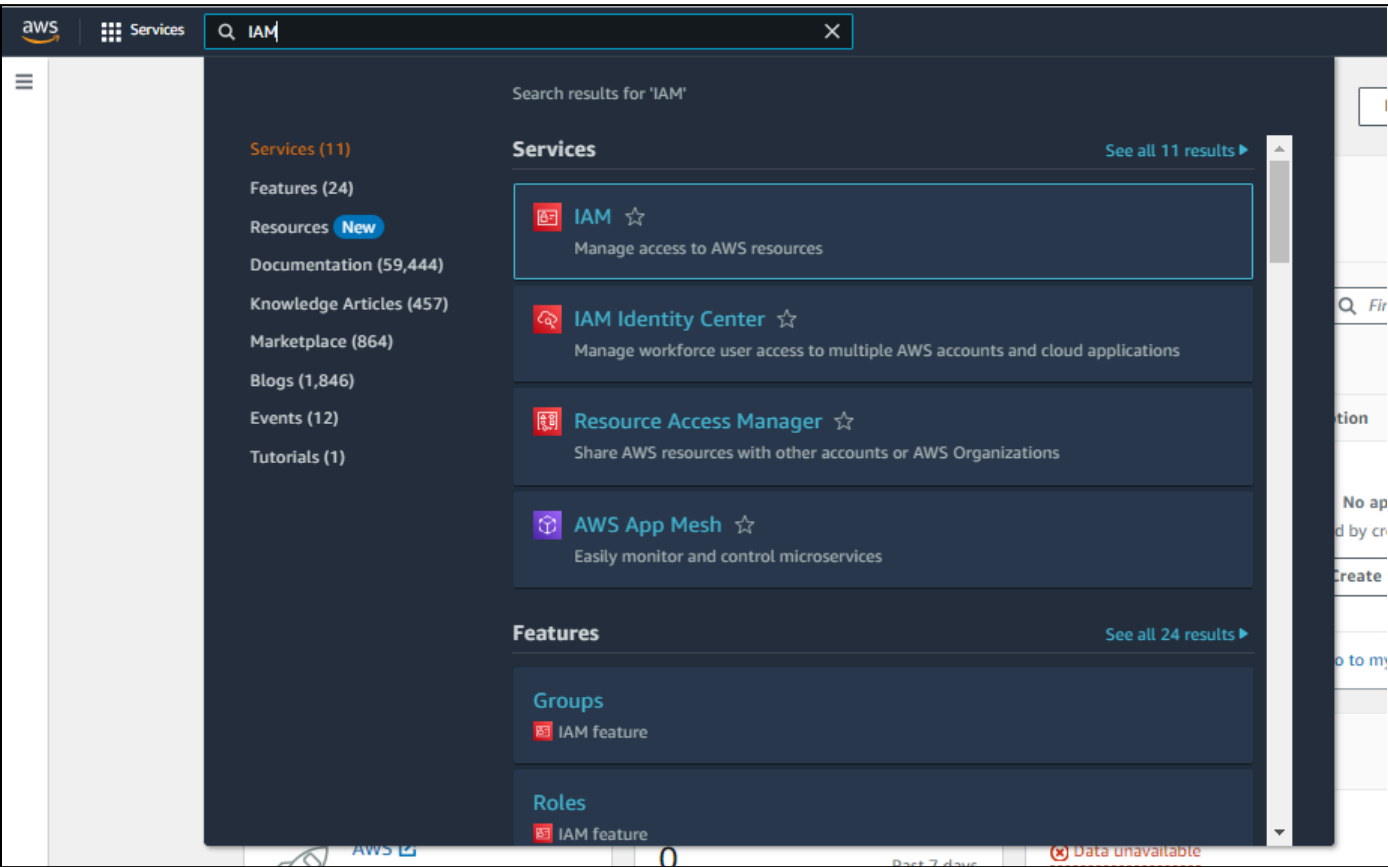 aws
Services
IAM
Search results for 'IAM'
Services (11)
Features (24)
Resources New
Documentation (59,444)
Knowledge Articles (457)
Marketplace (864)
Blogs (1,846)
Events (12)
Tutorials (1)
Services
See all 11 results
IAM
Manage access to AWS resources
IAM Identity Center
Manage workforce user access to multiple AWS accounts and cloud applications
Resource Access Manager
Share AWS resources with other accounts or AWS Organizations
AWS App Mesh
Easily monitor and control microservices
Features
See all 24 results
Groups
IAM feature
Roles
IAM feature
No
Create
to
AWS
0
Past 7 days
Data unavailable